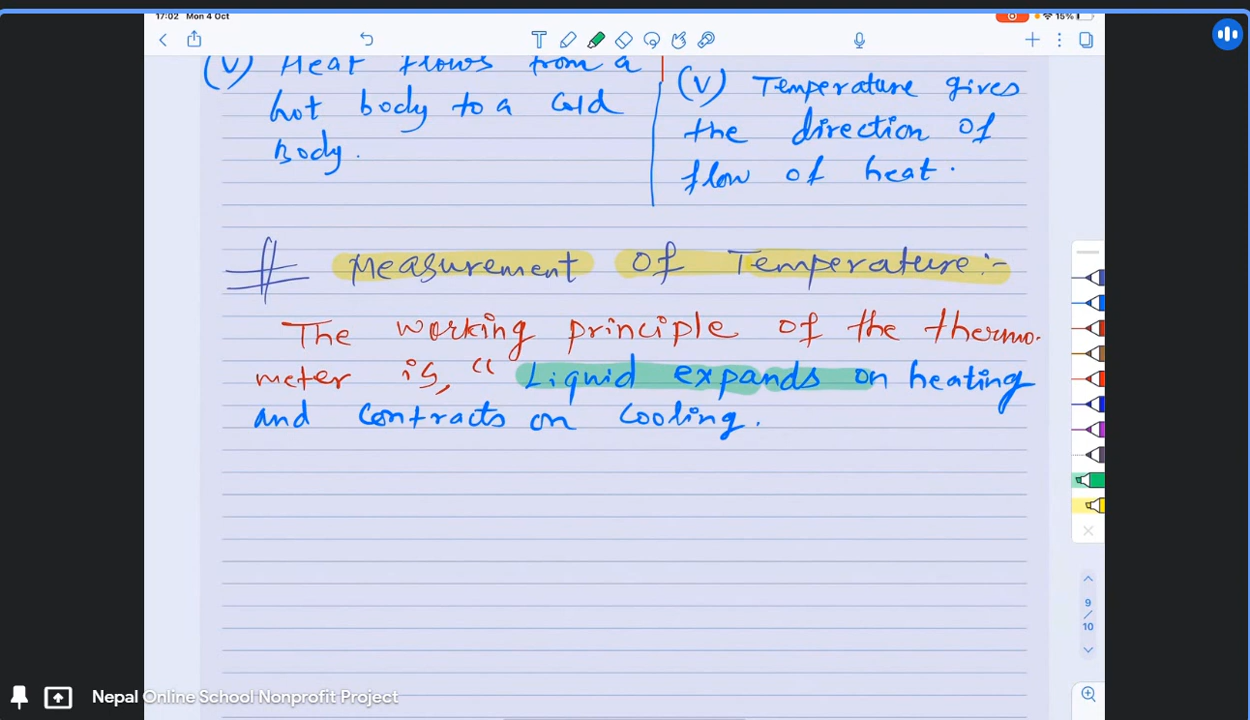 17:02 Mon 4 Oct
15%
(v) Heat flows from a
hot body to a cold
Body.
(v) Temperature gives
the direction of
flow of heat.
# Measurement Of Temperature:-
The working principle of the thermo-
meter is, “ Liquid expands on heating
and contracts on cooling.
9
/
10
Nepal Online School Nonprofit Project